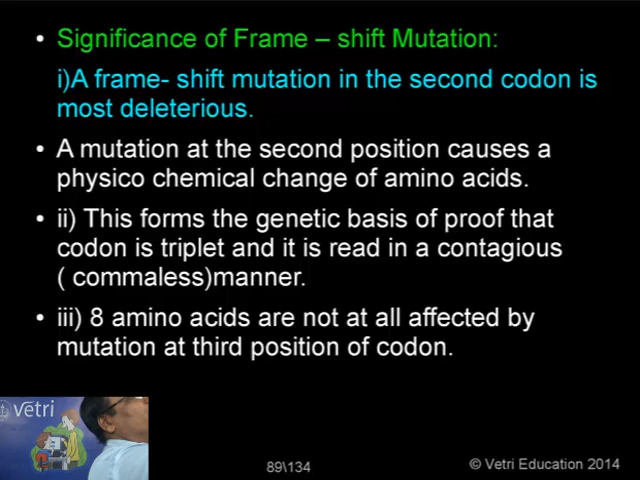 Significance of Frame – shift Mutation:
i)A frame- shift mutation in the second codon is
most deleterious.
A mutation at the second position causes a
physico chemical change of amino acids.
ii) This forms the genetic basis of proof that
codon is triplet and it is read in a contagious
( commaless)manner.
iii) 8 amino acids are not at all affected by
mutation at third position of codon.
vetri
89\134
© Vetri Education 2014